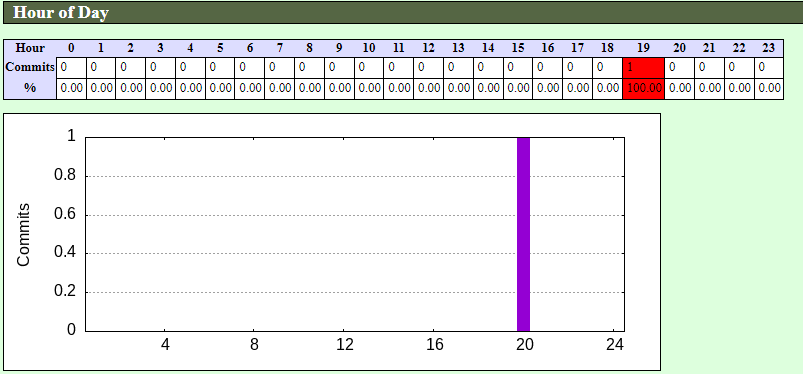 Hour of Day
Hour 0 1 2 3 4 5 6 7 8 9 10 11 12 13 14 15 16 17 18 19 20 21 22 23
Commits 0 0 0 0 0 0 0 0 0 0 0 0 0 0 0 0 0 0 0 1 0 0 0 0
% 0.00 0.00 0.00 0.00 0.00 0.00 0.00 0.00 0.00 0.00 0.00 0.00 0.00 0.00 0.00 0.00 0.00 0.00 0.00 100.00 0.00 0.00 0.00 0.00
1
0.8
0.6
0.4
0.2
0
Commits
4 8 12 16 20 24